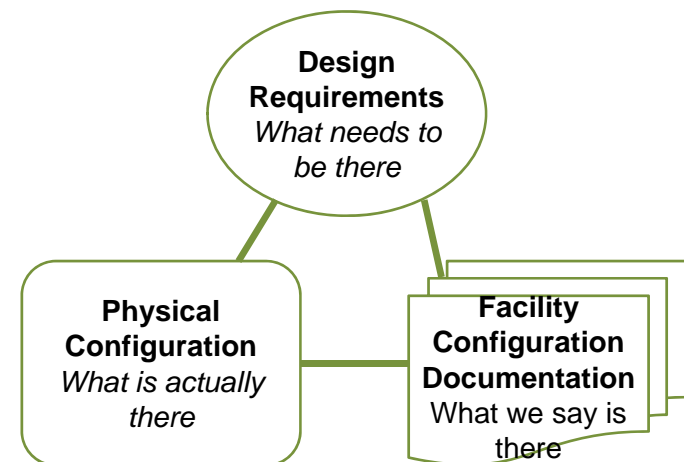 Design
Requirements
What needs to
be there
Physical
Configuration
What is actually
there
Facility
Configuration
Documentation
What we say is
there